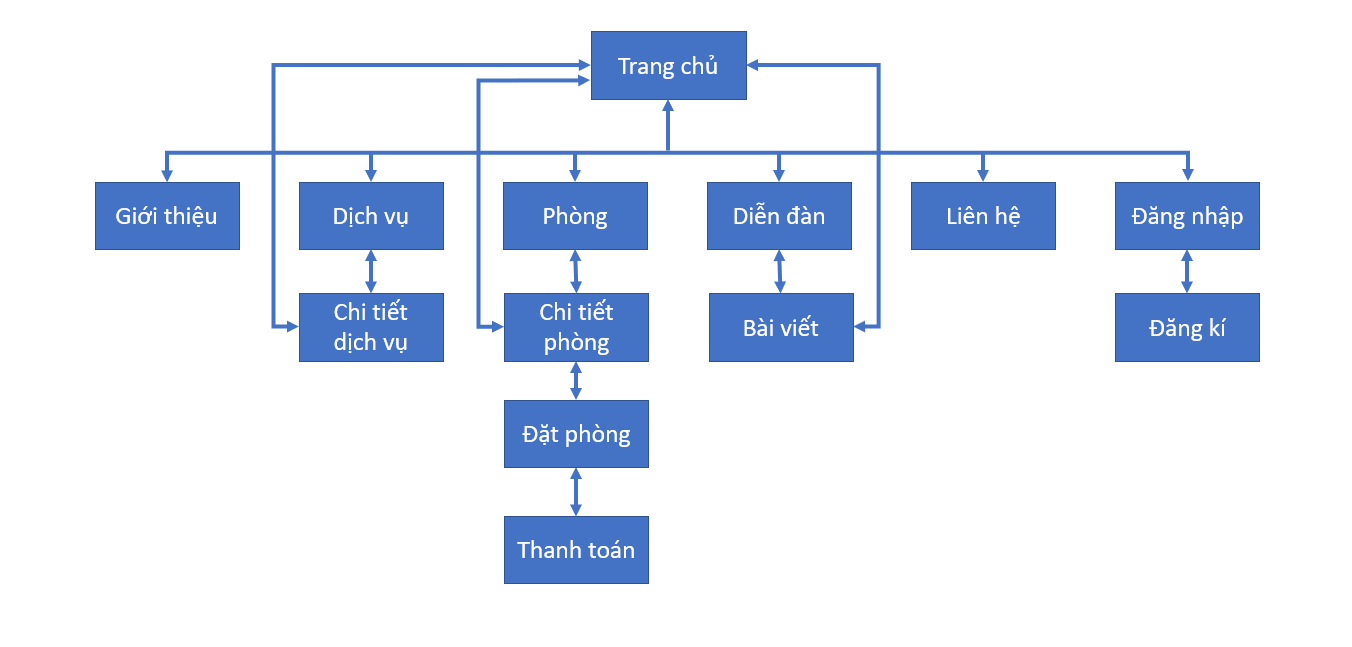 Trang chủ
Giới thiệu
Dịch vụ
Phòng
Diễn đàn
Liên hệ
Đăng nhập
Chi tiết
dịch vụ
Chi tiết
phòng
Bài viết
Đăng kí
Đặt phòng
Thanh toán